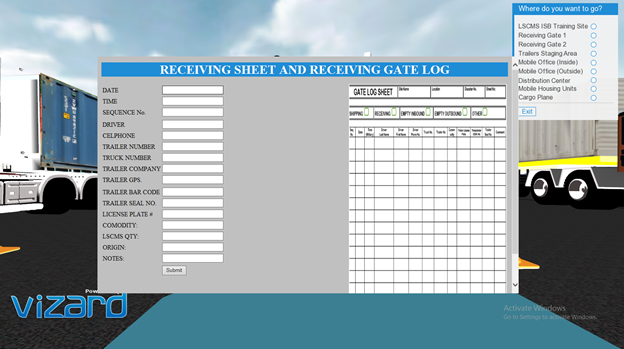 Where do you want to go?
LSCMS ISB Training Site
Receiving Gate 1
Receiving Gate 2
Trailers Staging Area
Mobile Office (Inside)
Mobile Office (Outside)
Distribution Center
Mobile Housing Units
Cargo Plane
Exit
RECEIVING SHEET AND RECEIVING GATE LOG
DATE
TIME
SEQUENCE No.
DRIVER
CELPHONE
TRAILER NUMBER
TRUCK NUMBER
TRAILER COMPANY
TRAILER GPS.
TRAILER BAR CODE
TRAILER SEAL NO.
LICENSE PLATE #
COMODITY:
LSCMS QTY:
ORIGIN:
NOTES:
Submit
GATE LOG SHEET
Location
SHIPPING
RECEIVING
EMPTY INBOUND
EMPTY OUTBOUND
OTHER
vizard
Activate Windows
Go to Settings to activate Windows.